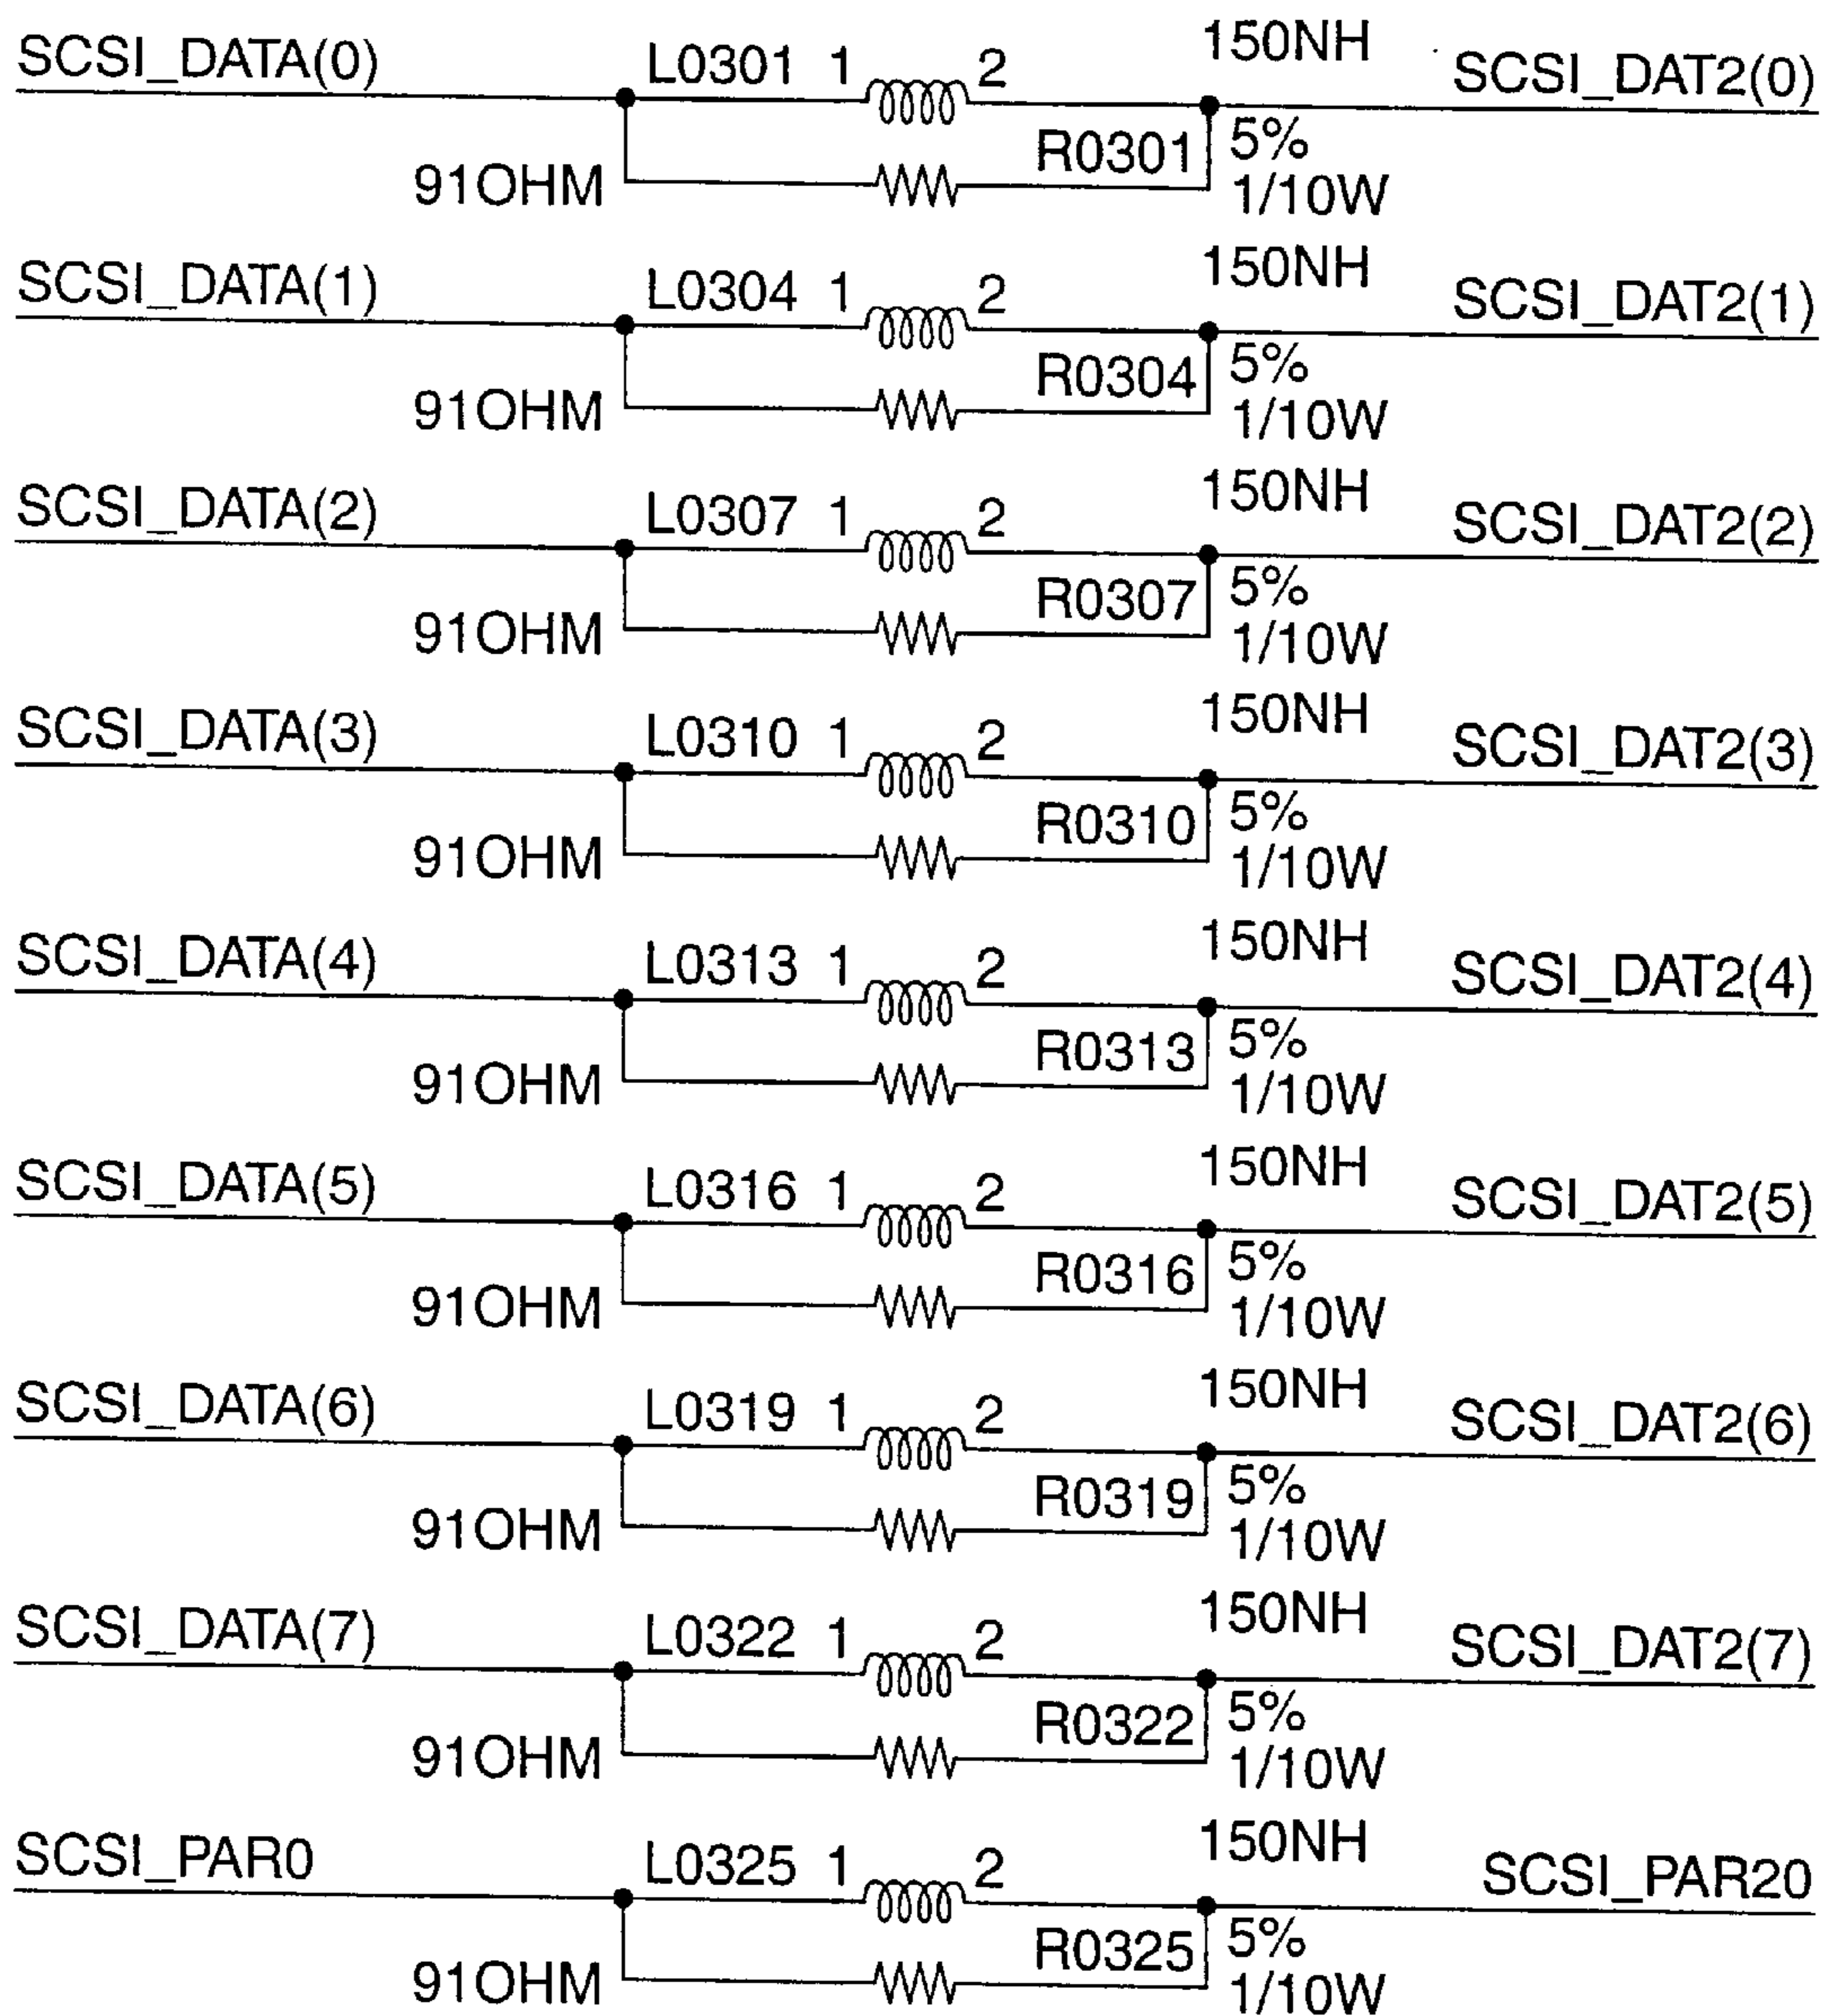 SCSI_DATA(0) L0301 1 2 150NH SCSI_DAT2(0)
91OHM R0301 5%
1/10W
SCSI_DATA(1) L0304 1 2 150NH SCSI_DAT2(1)
91OHM R0304 5%
1/10W
SCSI_DATA(2) L0307 1 2 150NH SCSI_DAT2(2)
91OHM R0307 5%
1/10W
SCSI_DATA(3) L0310 1 2 150NH SCSI_DAT2(3)
91OHM R0310 5%
1/10W
SCSI_DATA(4) L0313 1 2 150NH SCSI_DAT2(4)
91OHM R0313 5%
1/10W
SCSI_DATA(5) L0316 1 2 150NH SCSI_DAT2(5)
91OHM R0316 5%
1/10W
SCSI_DATA(6) L0319 1 2 150NH SCSI_DAT2(6)
91OHM R0319 5%
1/10W
SCSI_DATA(7) L0322 1 2 150NH SCSI_DAT2(7)
91OHM R0322 5%
1/10W
SCSI_PAR0 L0325 1 2 150NH SCSI_PAR20
91OHM R0325 5%
1/10W